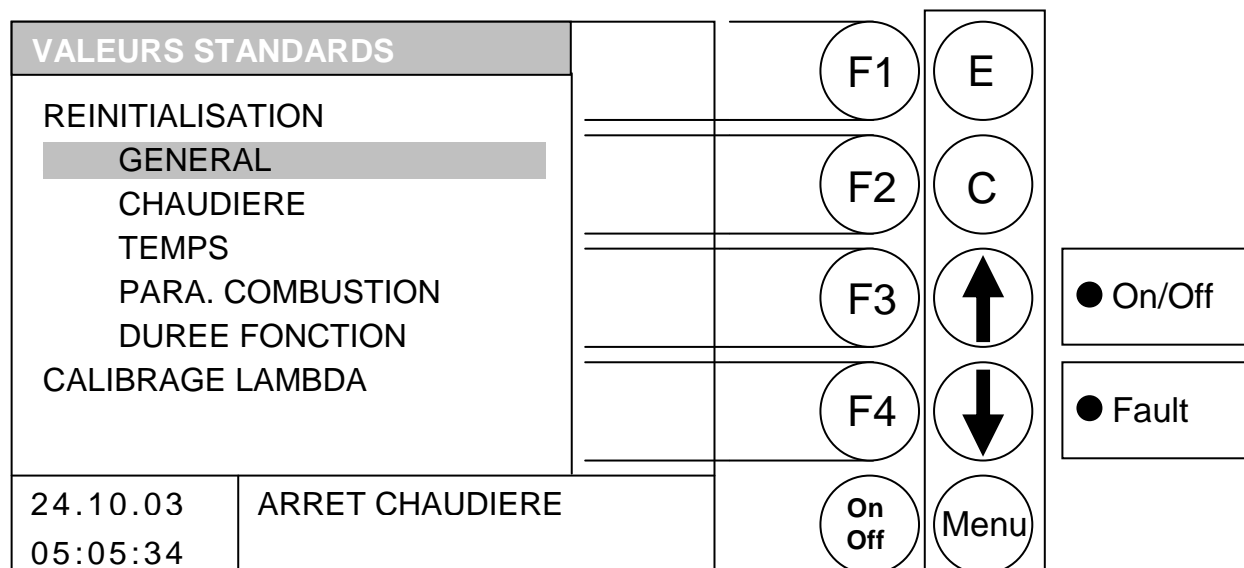 VALEURS STANDARDS
REINITIALISATION
GENERAL
CHAUDIERE
TEMPS
PARA. COMBUSTION
DUREE FONCTION
CALIBRAGE LAMBDA
24.10.03
05:05:34
ARRET CHAUDIERE
F1
E
F2
C
F3
On/Off
F4
Fault
On
Off
Menu